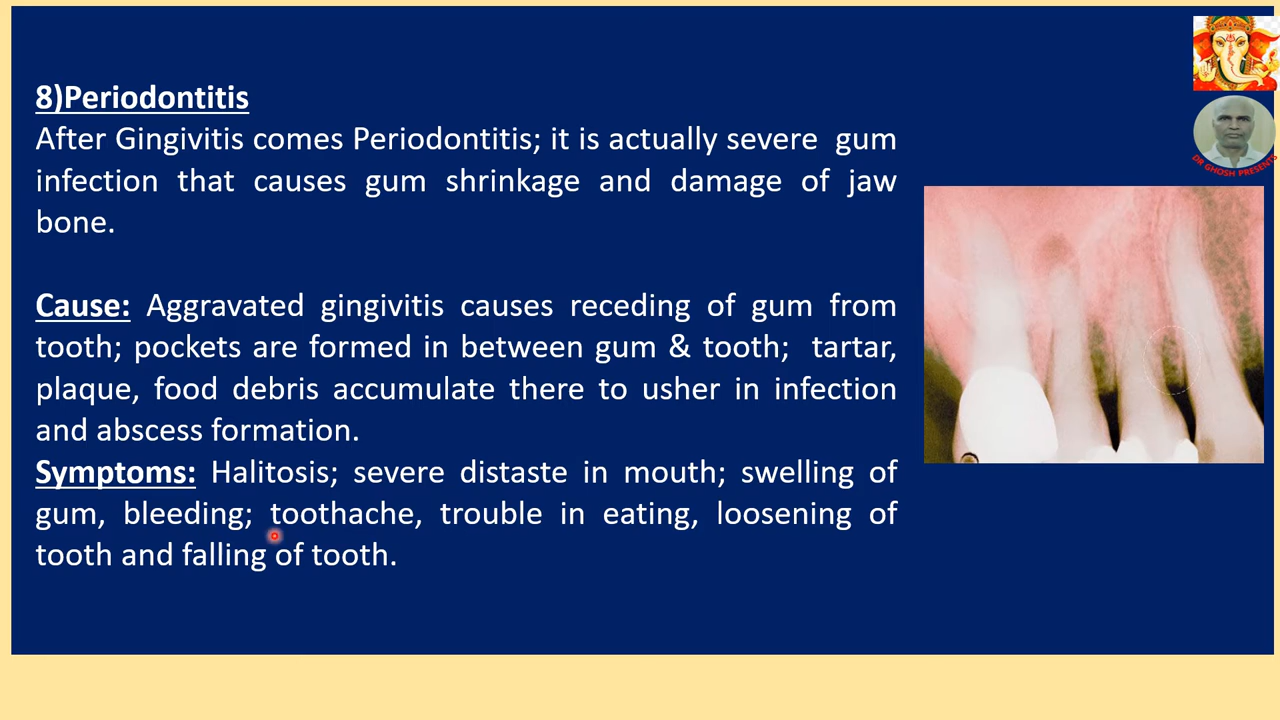 8)Periodontitis
After Gingivitis comes Periodontitis; it is actually severe gum
infection that causes gum shrinkage and damage of jaw
bone.
Cause: Aggravated gingivitis causes receding of gum from
tooth; pockets are formed in between gum & tooth; tartar,
plaque, food debris accumulate there to usher in infection
and abscess formation.
Symptoms: Halitosis; severe distaste in mouth; swelling of
gum, bleeding; toothache, trouble in eating, loosening of
tooth and falling of tooth.
DR GHOSH PRESENTS